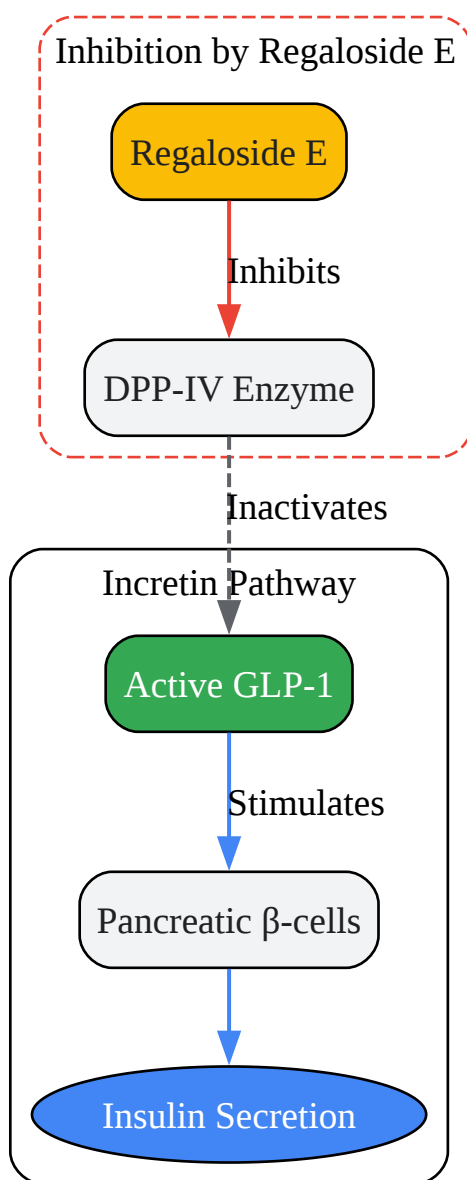 Inhibition by Regaloside E
Regaloside E
Inhibits
DPP-IV Enzyme
Inactivates
Incretin Pathway
Active GLP-1
Stimulates
Pancreatic β-cells
Insulin Secretion